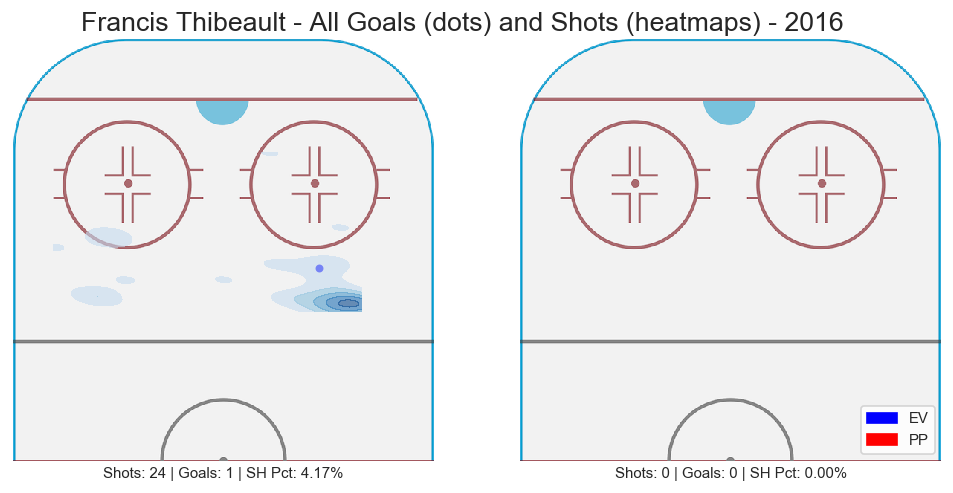 Francis Thibeault - All Goals (dots) and Shots (heatmaps) - 2016
EV
PP
Shots: 24 | Goals: 1 | SH Pct: 4.17%
Shots: 0 | Goals: 0 | SH Pct: 0.00%